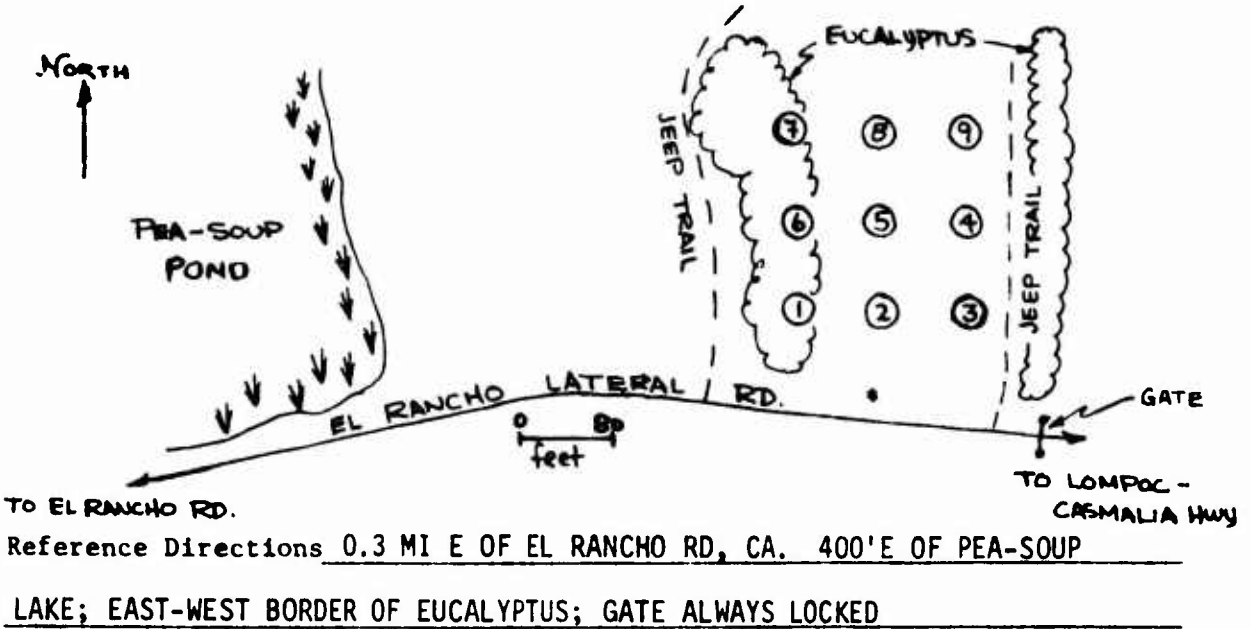 NORTH
EUCALYPTUS
JEEP TRAIL
7 8 9
PEA-SOUP
POND
6 5 4
JEEP TRAIL
1 2 3
EL RANCHO LATERAL RD.
GATE
0 80
feet
TO EL RANCHO RD.
TO LOMPOC -
CASMALIA HWY
Reference Directions 0.3 MI E OF EL RANCHO RD, CA. 400'E OF PEA-SOUP
LAKE; EAST-WEST BORDER OF EUCALYPTUS; GATE ALWAYS LOCKED